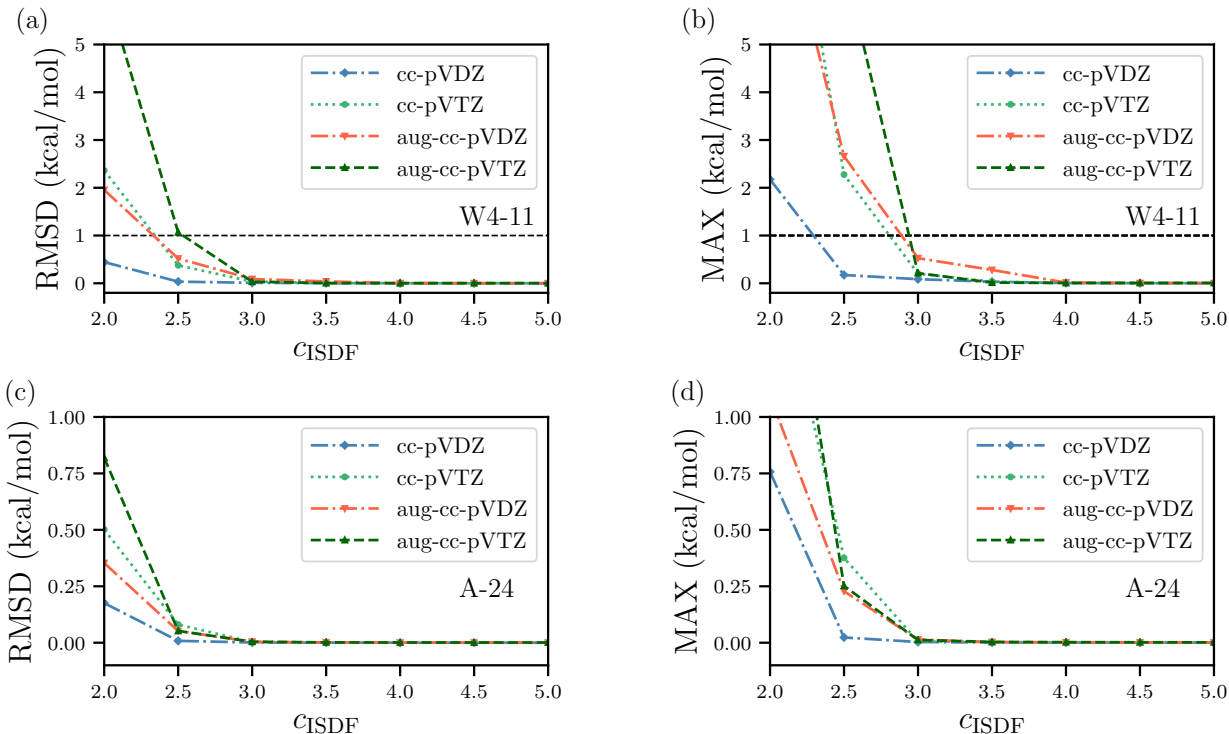 (a)
RMSD (kcal/mol)
5
4
3
2
1
0
cc-pVDZ
cc-pVTZ
aug-cc-pVDZ
aug-cc-pVTZ
W4-11
2.0 2.5 3.0 3.5 4.0 4.5 5.0
cISDF
(b)
MAX (kcal/mol)
5
4
3
2
1
0
cc-pVDZ
cc-pVTZ
aug-cc-pVDZ
aug-cc-pVTZ
W4-11
2.0 2.5 3.0 3.5 4.0 4.5 5.0
cISDF
(c)
RMSD (kcal/mol)
1.00
0.75
0.50
0.25
0.00
cc-pVDZ
cc-pVTZ
aug-cc-pVDZ
aug-cc-pVTZ
A-24
2.0 2.5 3.0 3.5 4.0 4.5 5.0
cISDF
(d)
MAX (kcal/mol)
1.00
0.75
0.50
0.25
0.00
cc-pVDZ
cc-pVTZ
aug-cc-pVDZ
aug-cc-pVTZ
A-24
2.0 2.5 3.0 3.5 4.0 4.5 5.0
cISDF